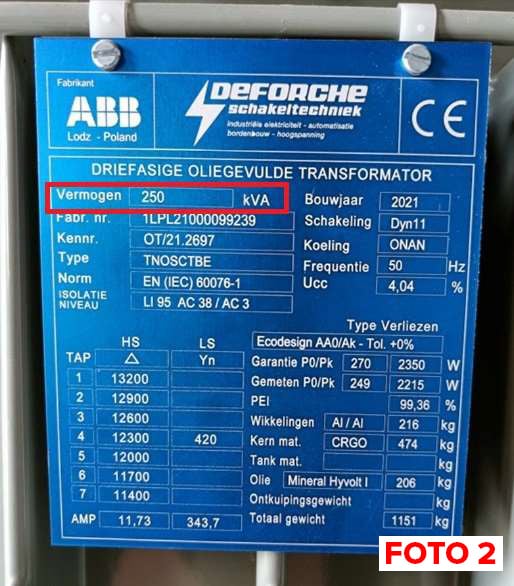 Fabrikant
ABB
Lodz - Poland
DEFORCHE
schakeltechniek
industriële elektriciteit - automatisatie
bordenbouw - hoogspanning
CE
DRIEFASIGE OLIEGEVULDE TRANSFORMATOR
Vermogen 250 kVA
Bouwjaar 2021
Fabr. nr. 1LPL21000099239
Schakeling Dyn11
Kennr. OT/21.2697
Koeling ONAN
Type TNOSCTBE
Frequentie 50 Hz
Norm EN (IEC) 60076-1
Ucc 4,04 %
ISOLATIE NIVEAU LI 95 AC 38 / AC 3
HS LS
TAP △ Yn
1 13200
2 12900
3 12600
4 12300 420
5 12000
6 11700
7 11400
AMP 11,73 343,7
Type Verliezen
Ecodesign AA0/Ak - Tol. +0%
Garantie P0/Pk 270 2350 W
Gemeten P0/Pk 249 2215 W
PEI 99,36 %
Wikkelingen Al / Al 216 kg
Kern mat. CRGO 474 kg
Tank mat. kg
Olie Mineral Hyvolt I 206 kg
Ontkuipingsgewicht kg
Totaal gewicht 1151 kg
FOTO 2